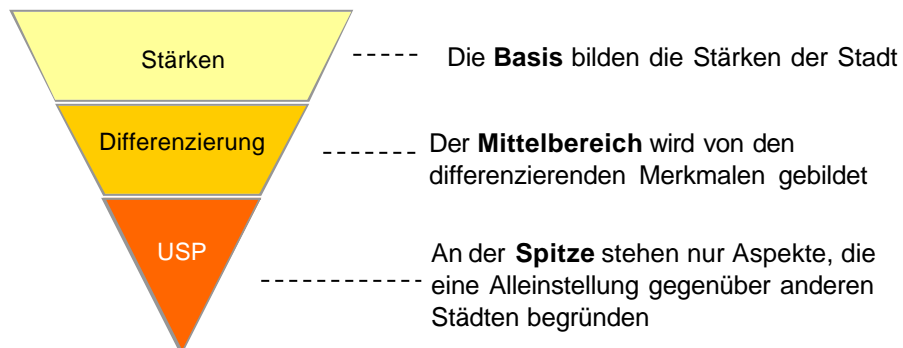 Stärken
Die Basis bilden die Stärken der Stadt
Differenzierung
Der Mittelbereich wird von den
differenzierenden Merkmalen gebildet
USP
An der Spitze stehen nur Aspekte, die
eine Alleinstellung gegenüber anderen
Städten begründen